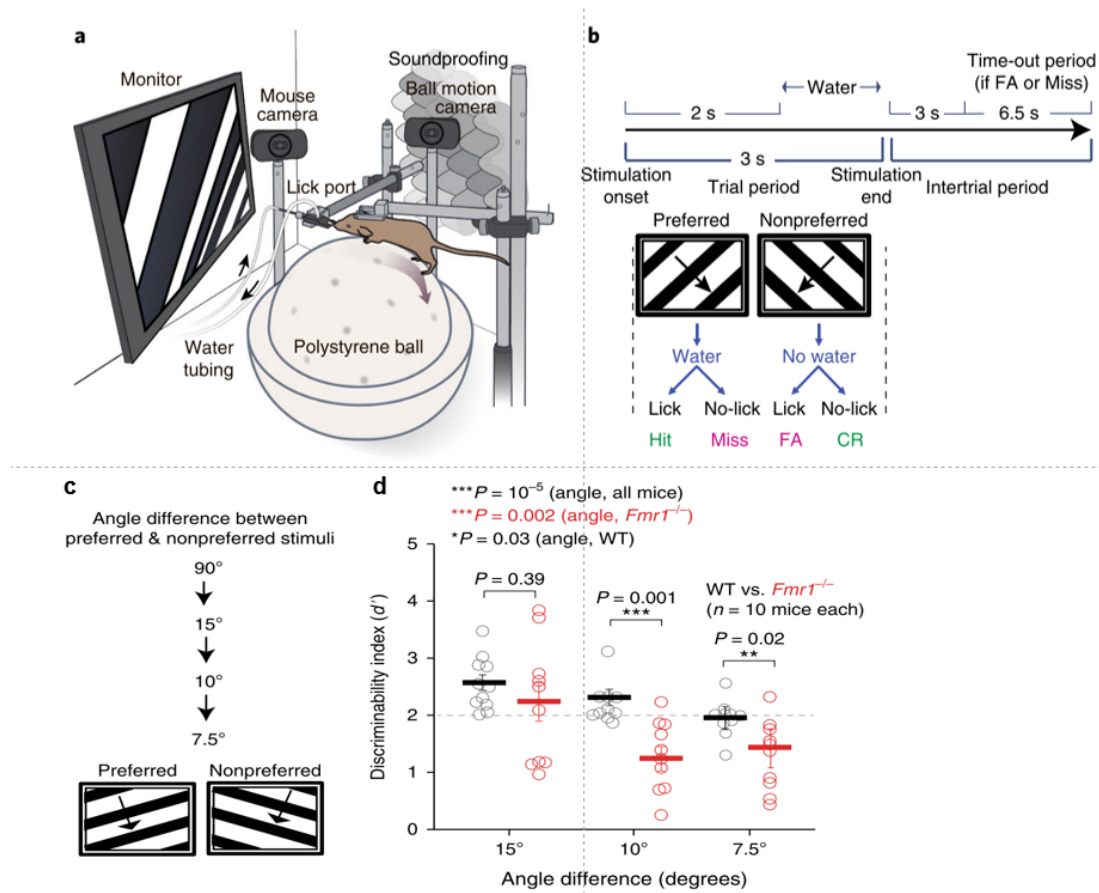 a
Monitor
Mouse
camera
Soundproofing
Ball motion
camera
Lick port
Water
tubing
Polystyrene ball
b
Time-out period
(if FA or Miss)
Water
2 s
3 s
6.5 s
3 s
Stimulation
onset
Trial period
Stimulation
end
Intertrial period
Preferred
Nonpreferred
Water
No water
Lick
No-lick
Lick
No-lick
Hit
Miss
FA
CR
c
Angle difference between
preferred & nonpreferred stimuli
90°
15°
10°
7.5°
Preferred
Nonpreferred
d
***P = 10⁻⁵ (angle, all mice)
***P = 0.002 (angle, Fmr1⁻/⁻)
*P = 0.03 (angle, WT)
P = 0.39
P = 0.001
***
WT vs. Fmr1⁻/⁻
(n = 10 mice each)
P = 0.02
**
Discriminability index (d′)
5
4
3
2
1
0
15°
10°
7.5°
Angle difference (degrees)